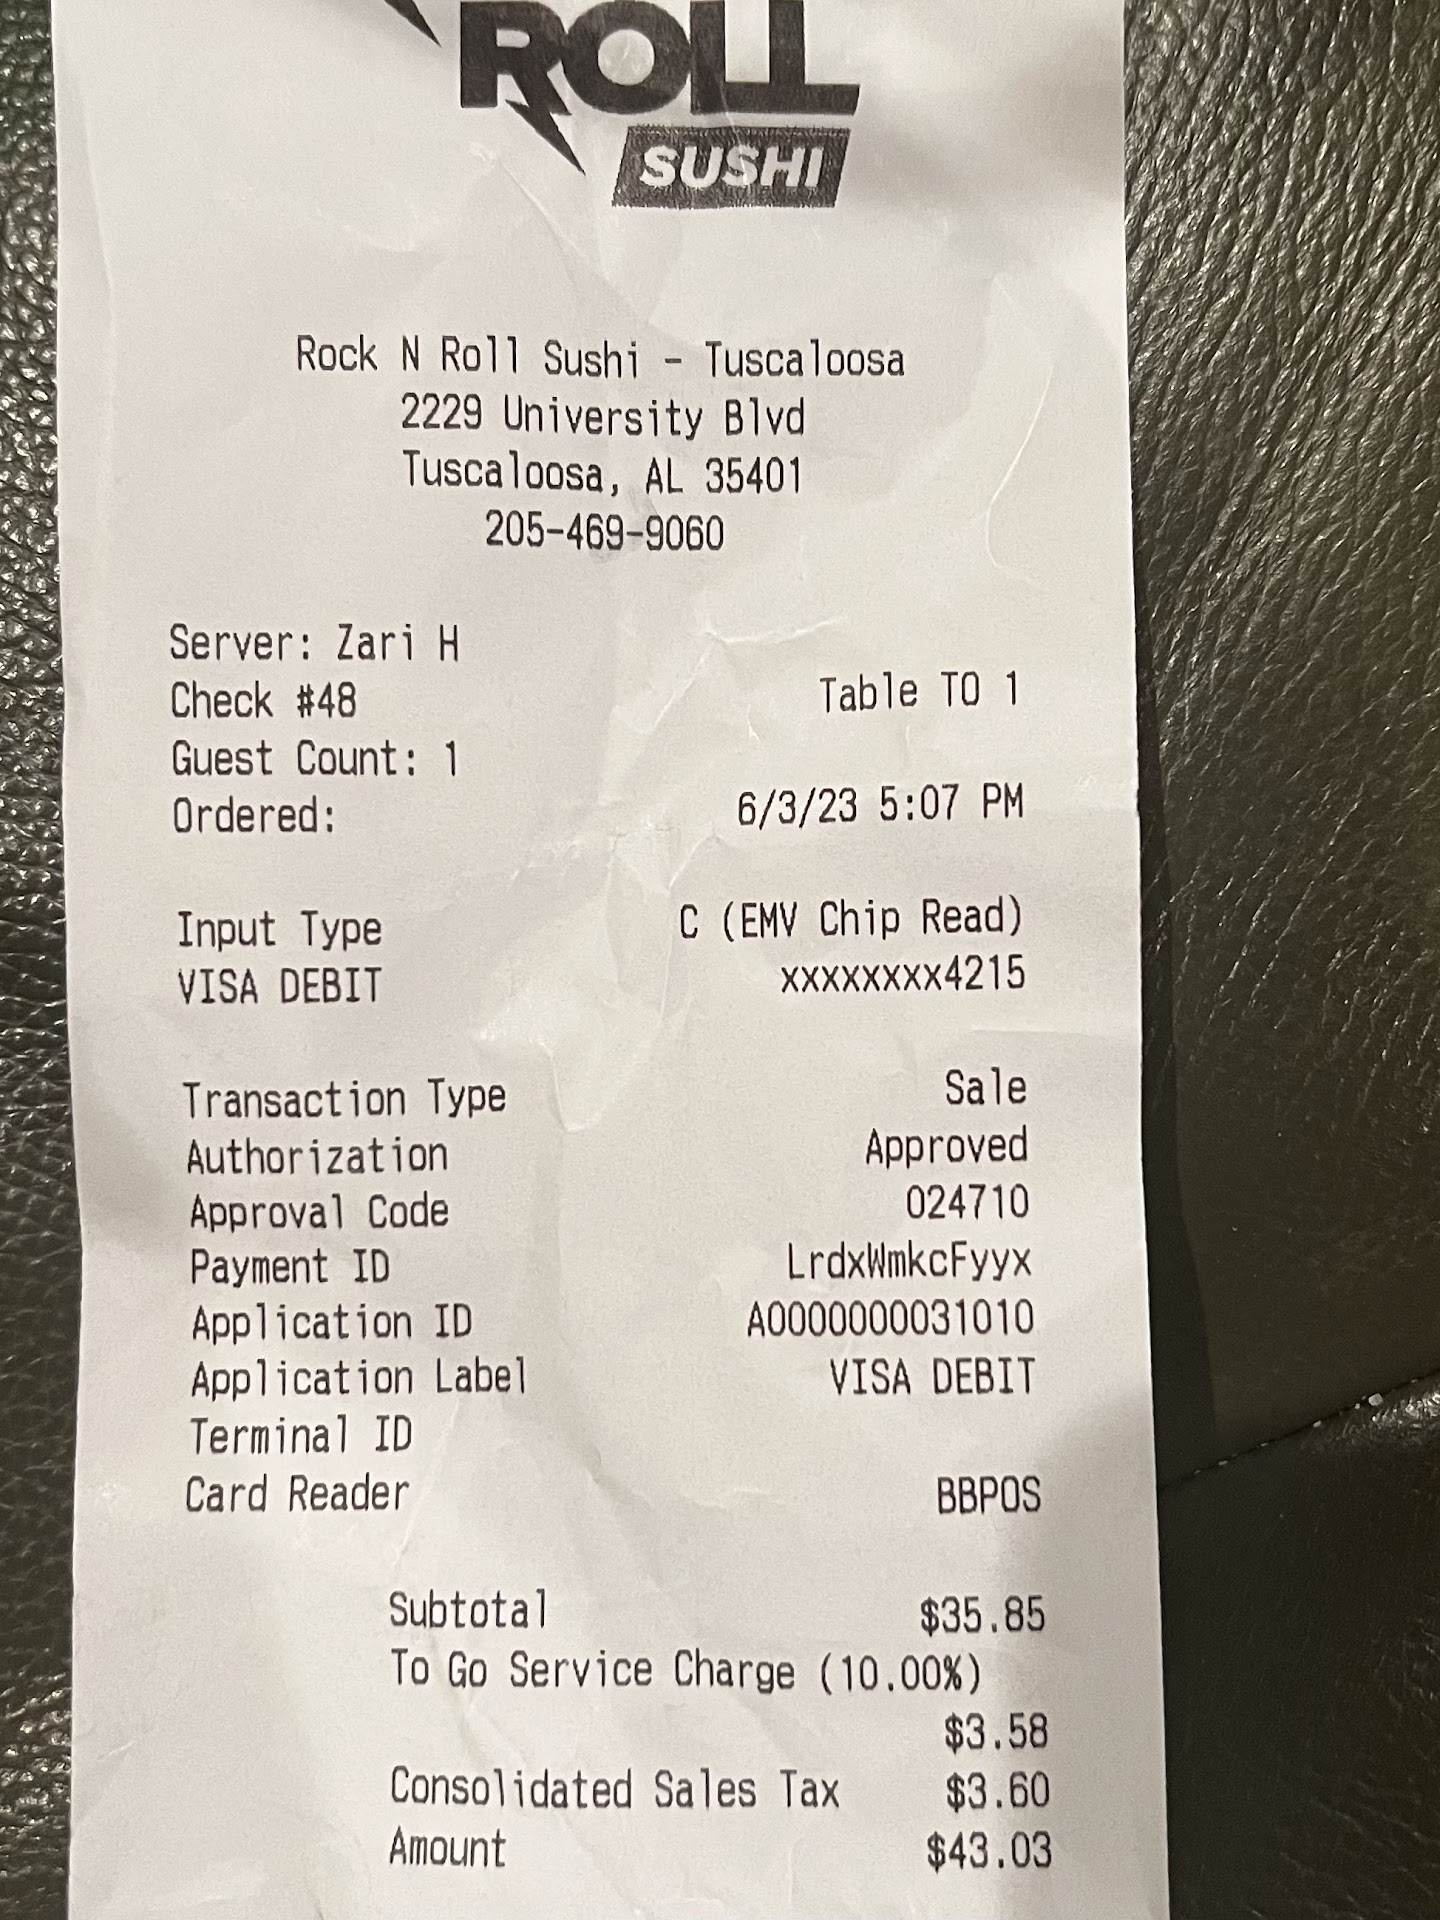 ROLL
SUSHI
Rock N Roll Sushi - Tuscaloosa
2229 University Blvd
Tuscaloosa, AL 35401
205-469-9060
Server: Zari H
Check #48 Table TO 1
Guest Count: 1
Ordered: 6/3/23 5:07 PM
Input Type C (EMV Chip Read)
VISA DEBIT xxxxxxxx4215
Transaction Type Sale
Authorization Approved
Approval Code 024710
Payment ID LrdxWmkcFyyx
Application ID A0000000031010
Application Label VISA DEBIT
Terminal ID
Card Reader BBPOS
Subtotal $35.85
To Go Service Charge (10.00%)
$3.58
Consolidated Sales Tax $3.60
Amount $43.03